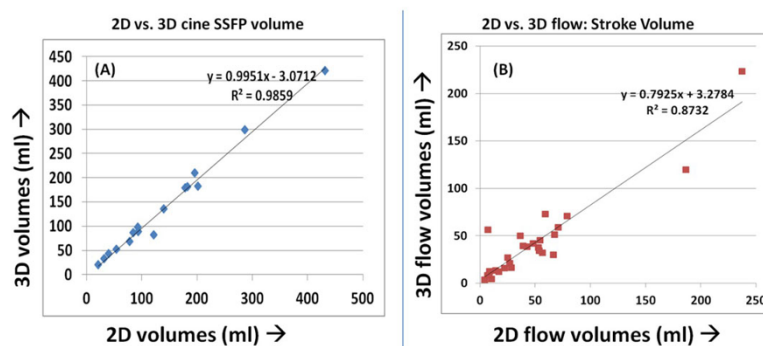 2D vs. 3D cine SSFP volume
(A)
y = 0.9951x - 3.0712
R² = 0.9859
450
400
350
300
250
200
150
100
50
0
0 100 200 300 400 500
3D volumes (ml) →
2D volumes (ml) →
2D vs. 3D flow: Stroke Volume
(B)
y = 0.7925x + 3.2784
R² = 0.8732
250
200
150
100
50
0
0 50 100 150 200 250
3D flow volumes (ml) →
2D flow volumes (ml) →